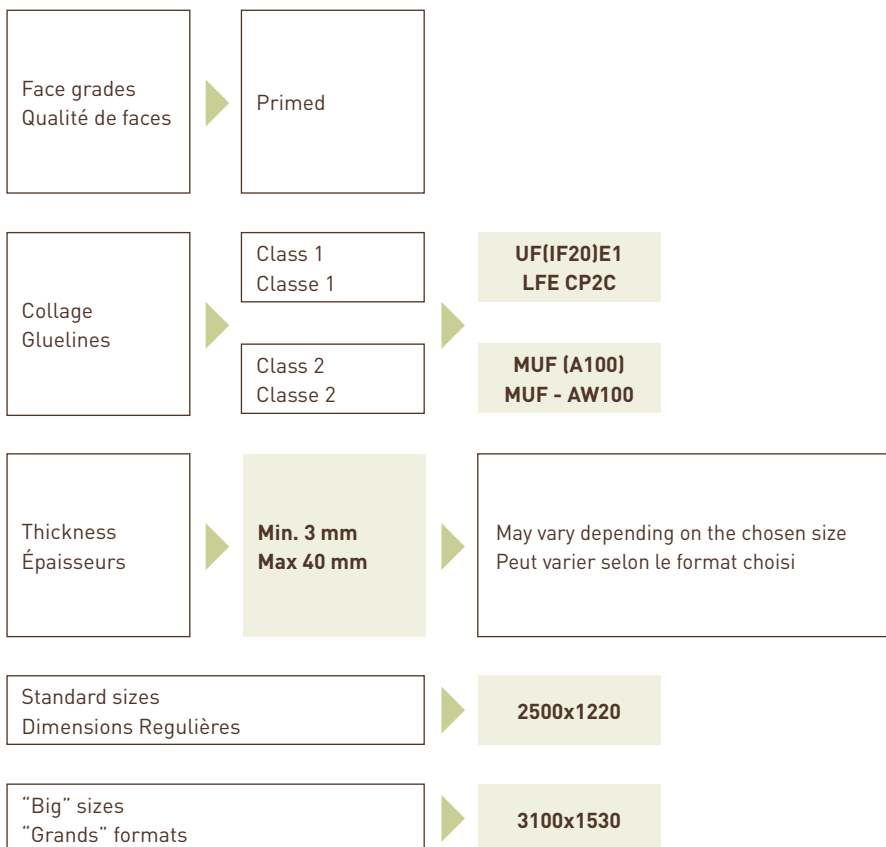 Face grades
Qualité de faces
Primed
Collage
Gluelines
Class 1
Classe 1
UF(IF20)E1
LFE CP2C
Class 2
Classe 2
MUF (A100)
MUF - AW100
Thickness
Épaisseurs
Min. 3 mm
Max 40 mm
May vary depending on the chosen size
Peut varier selon le format choisi
Standard sizes
Dimensions Regulières
2500x1220
“Big” sizes
“Grands” formats
3100x1530